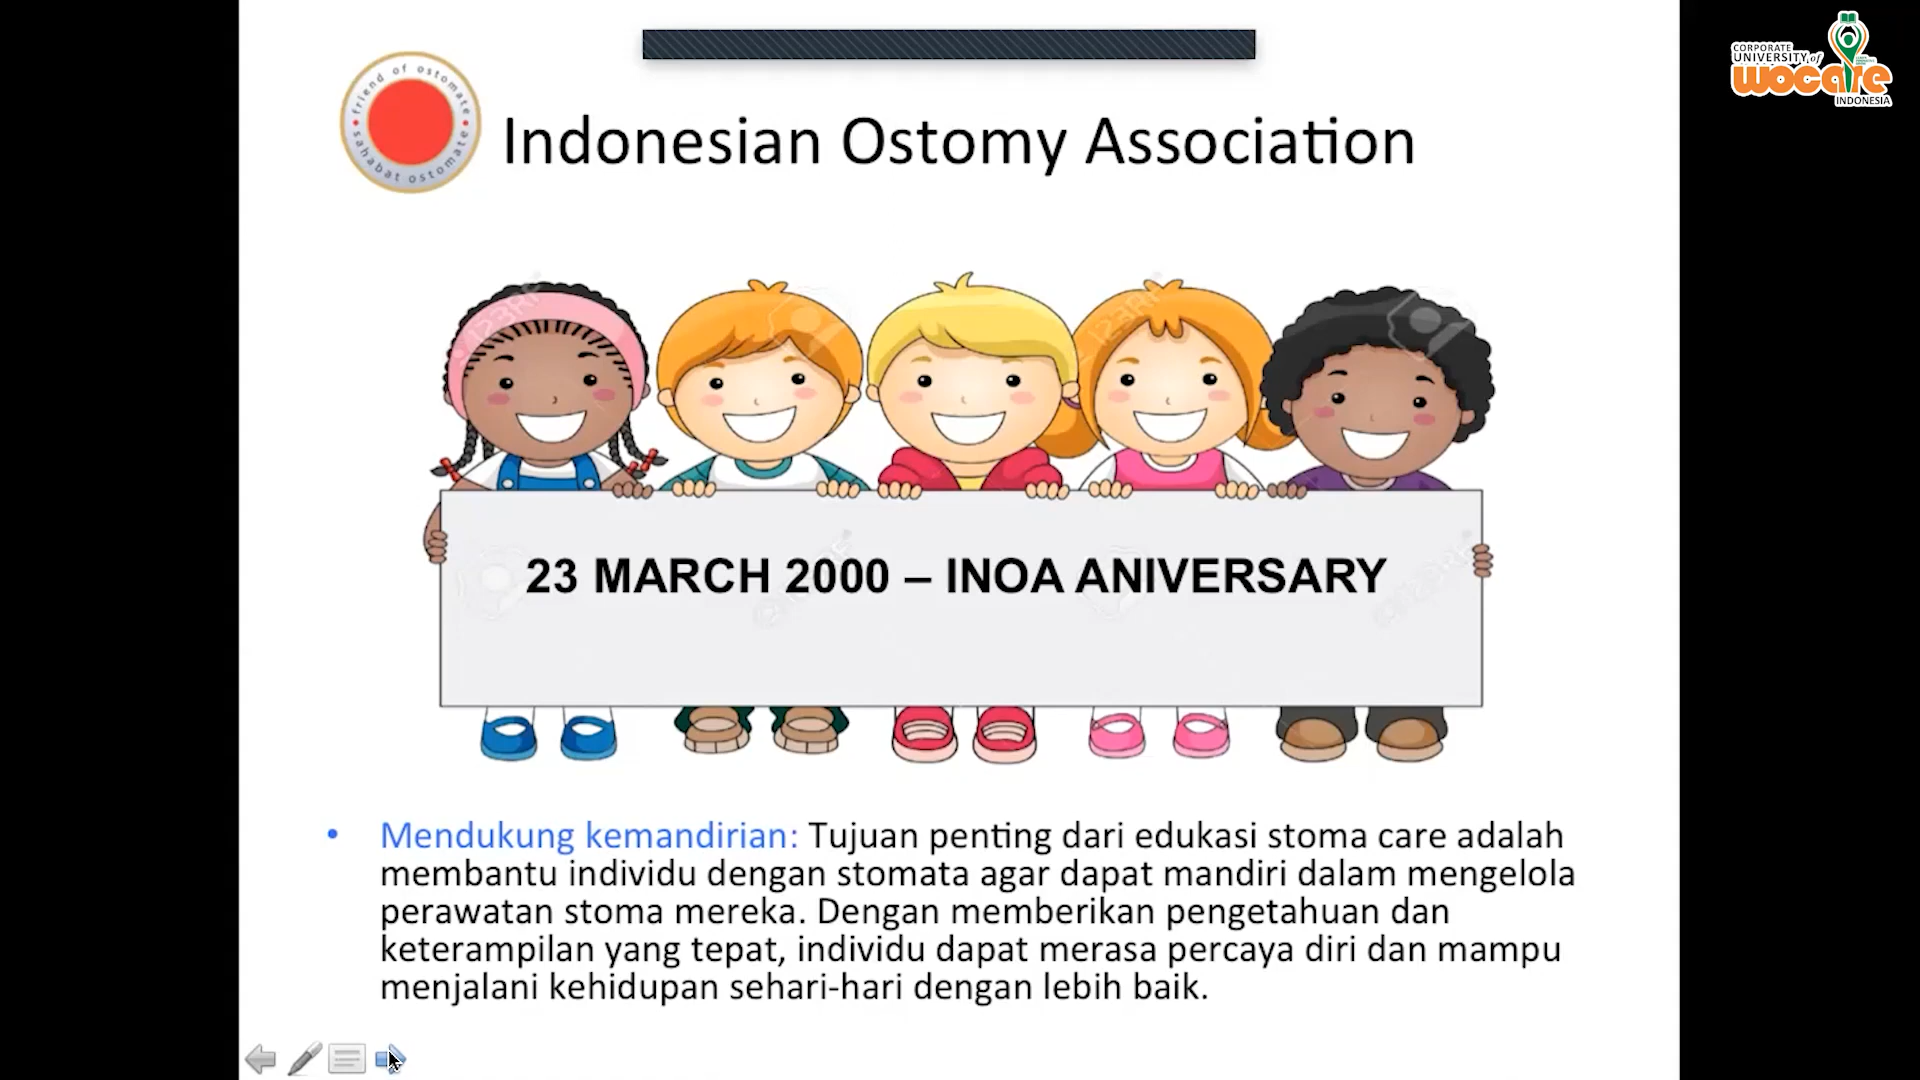 CORPORATE
UNIVERSITY of
wocare
INDONESIA
friend of ostomate
sahabat ostomate
Indonesian Ostomy Association
23 MARCH 2000 – INOA ANIVERSARY
• Mendukung kemandirian: Tujuan penting dari edukasi stoma care adalah
membantu individu dengan stomata agar dapat mandiri dalam mengelola
perawatan stoma mereka. Dengan memberikan pengetahuan dan
keterampilan yang tepat, individu dapat merasa percaya diri dan mampu
menjalani kehidupan sehari-hari dengan lebih baik.